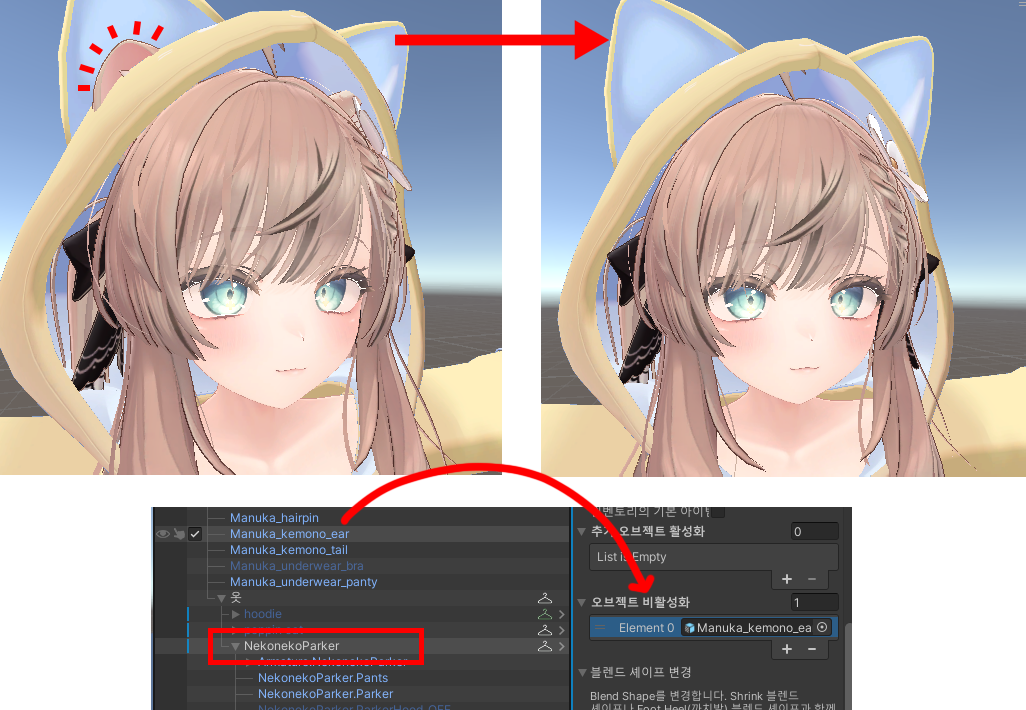 Manuka_hairpin
Manuka_kemono_ear
Manuka_kemono_tail
Manuka_underwear_bra
Manuka_underwear_panty
옷
hoodie
NekonekoParker
Armature.NekonekoParker
NekonekoParker.Pants
NekonekoParker.Parker
NekonekoParker.ParkerHood_OFF
인벤토리의 기본 아이템
추가 오브젝트 활성화 0
List is Empty
+ −
오브젝트 비활성화 1
Element 0 Manuka_kemono_ea
+ −
블렌드 셰이프 변경
Blend Shape를 변경합니다. Shrink 블렌드
셰이프나 Foot Heel(까치발) 블렌드 셰이프과 함께